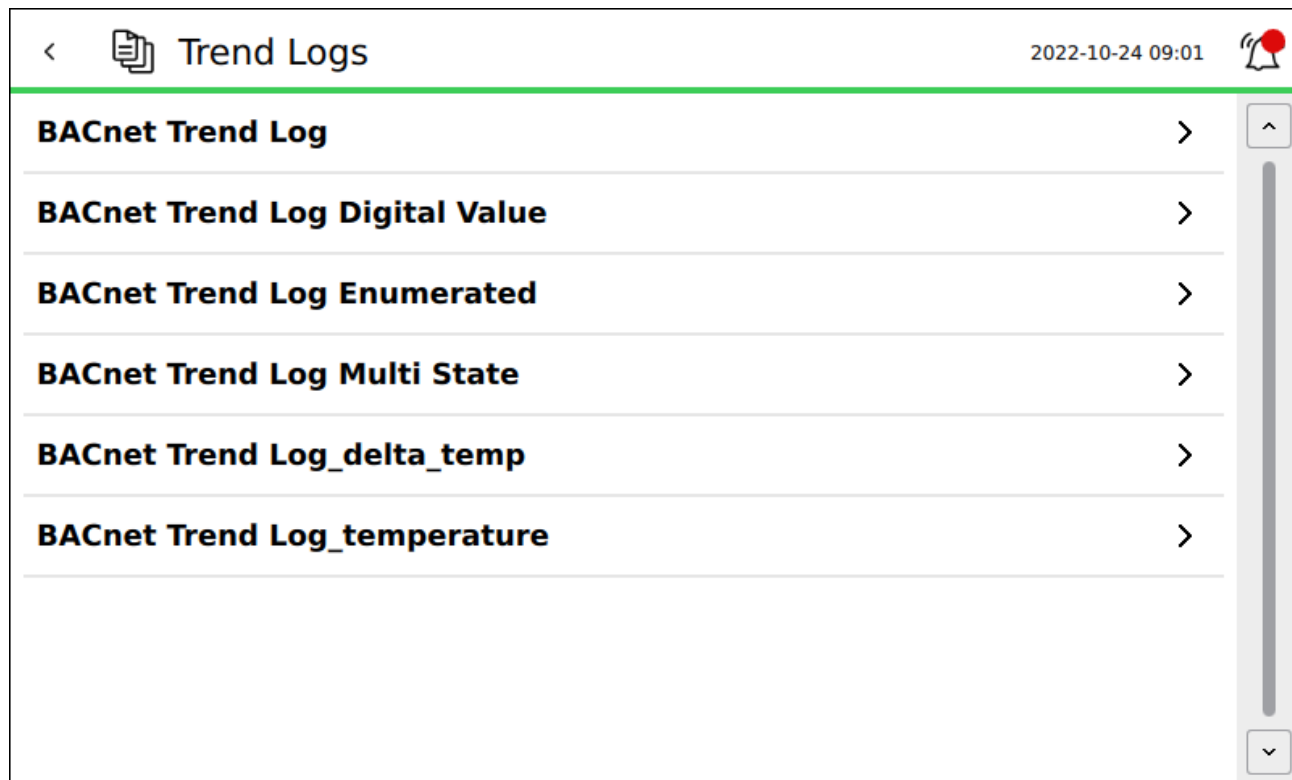 Trend Logs
2022-10-24 09:01
BACnet Trend Log
BACnet Trend Log Digital Value
BACnet Trend Log Enumerated
BACnet Trend Log Multi State
BACnet Trend Log_delta_temp
BACnet Trend Log_temperature